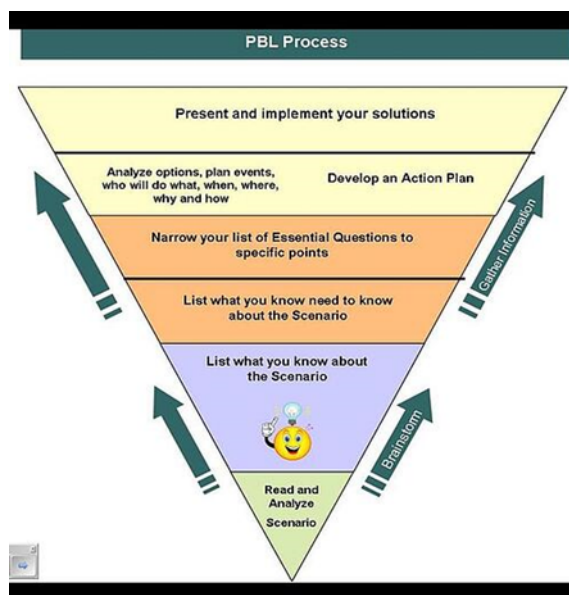 PBL Process
Present and implement your solutions
Analyze options, plan events,
who will do what, when, where,
why and how
Develop an Action Plan
Narrow your list of Essential Questions to
specific points
List what you know need to know
about the Scenario
Gather Information
List what you know about
the Scenario
Brainstorm
Read and
Analyze
Scenario